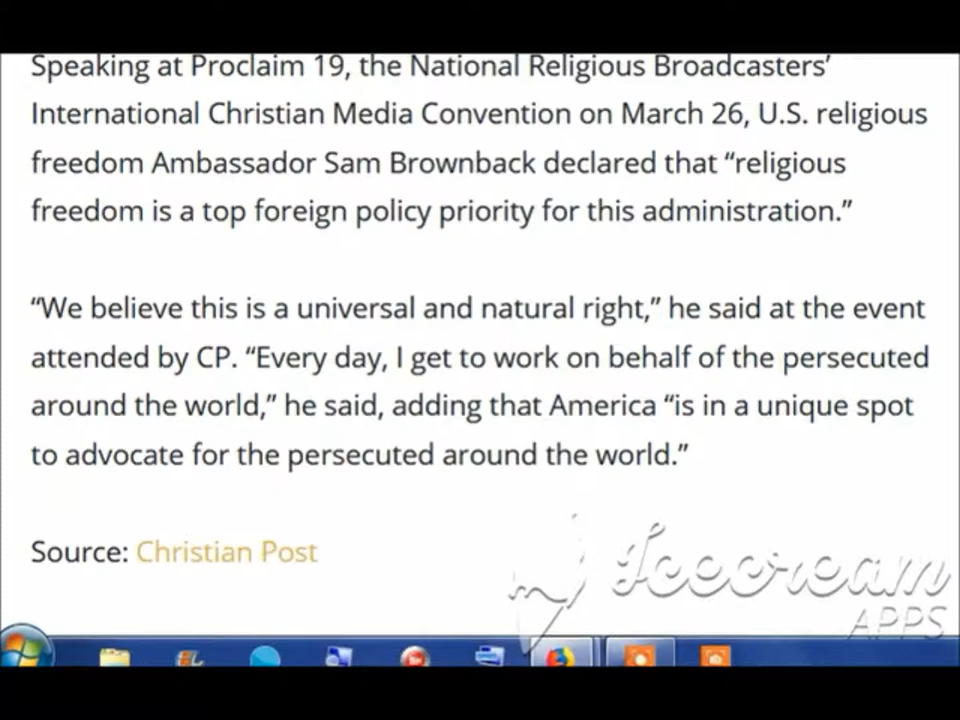 Speaking at Proclaim 19, the National Religious Broadcasters’
International Christian Media Convention on March 26, U.S. religious
freedom Ambassador Sam Brownback declared that “religious
freedom is a top foreign policy priority for this administration.”
“We believe this is a universal and natural right,” he said at the event
attended by CP. “Every day, I get to work on behalf of the persecuted
around the world,” he said, adding that America “is in a unique spot
to advocate for the persecuted around the world.”
Source: Christian Post
Icecream
APPS